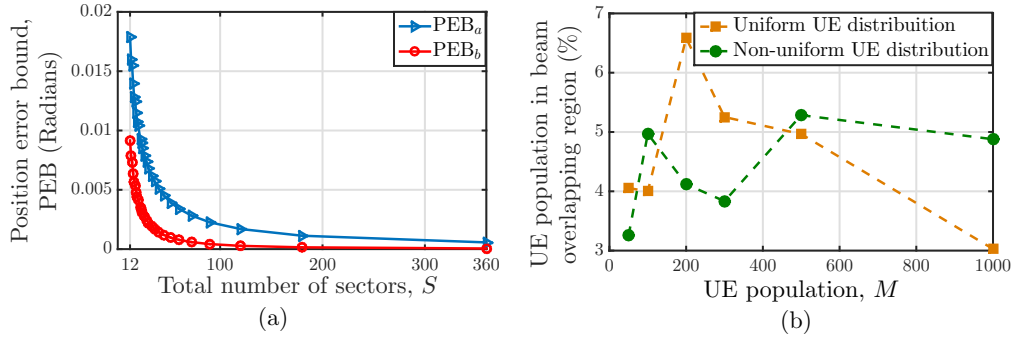 (a)
Position error bound,
PEB (Radians)
0.02
0.015
0.01
0.005
0
12
100
200
300
360
Total number of sectors, S
PEBₐ
PEB_b
(b)
UE population in beam
overlapping region (%)
7
6
5
4
3
0
200
400
600
800
1000
UE population, M
Uniform UE distribuition
Non-uniform UE distribution